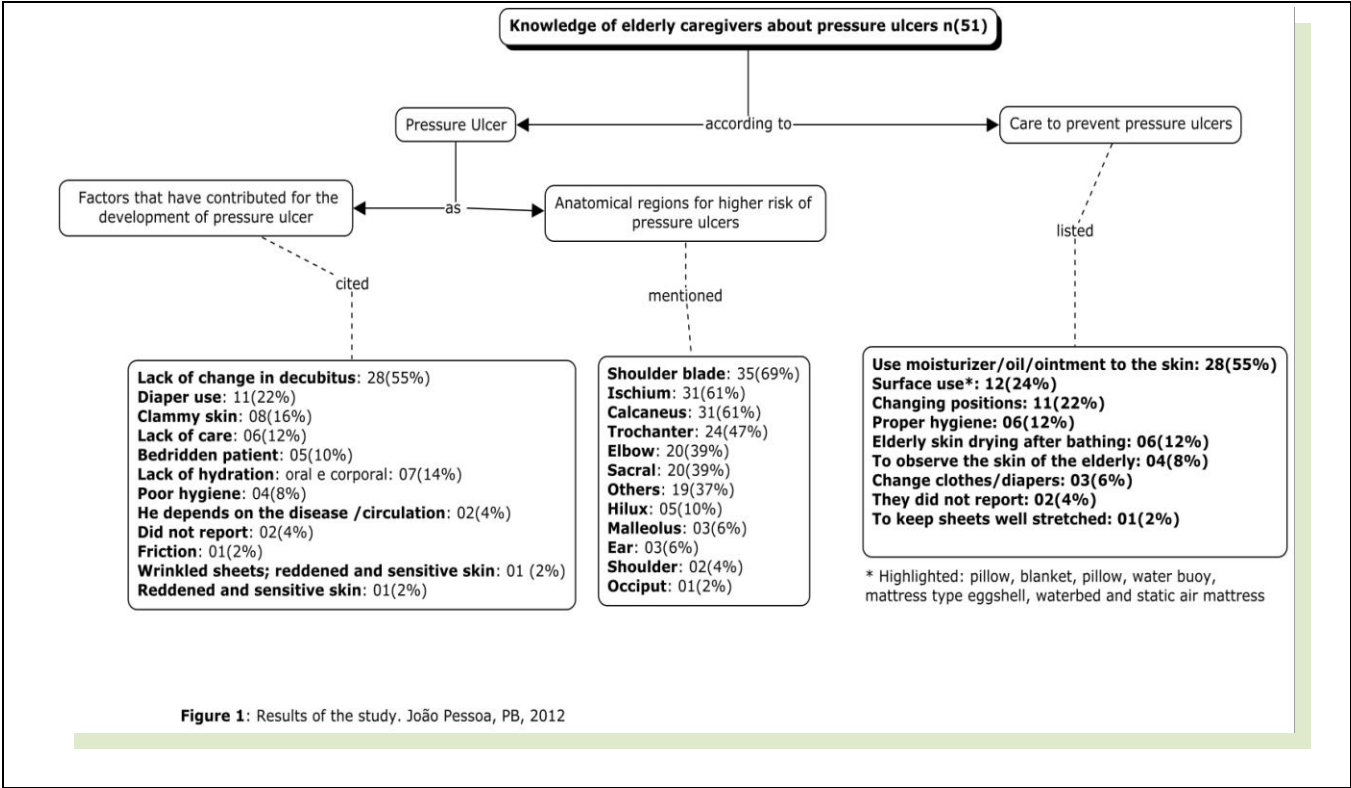 Knowledge of elderly caregivers about pressure ulcers n(51)
Pressure Ulcer
according to
Care to prevent pressure ulcers
Factors that have contributed for the
development of pressure ulcer
as
Anatomical regions for higher risk of
pressure ulcers
listed
cited
mentioned
Lack of change in decubitus: 28(55%)
Diaper use: 11(22%)
Clammy skin: 08(16%)
Lack of care: 06(12%)
Bedridden patient: 05(10%)
Lack of hydration: oral e corporal: 07(14%)
Poor hygiene: 04(8%)
He depends on the disease /circulation: 02(4%)
Did not report: 02(4%)
Friction: 01(2%)
Wrinkled sheets; reddened and sensitive skin: 01 (2%)
Reddened and sensitive skin: 01(2%)
Shoulder blade: 35(69%)
Ischium: 31(61%)
Calcaneus: 31(61%)
Trochanter: 24(47%)
Elbow: 20(39%)
Sacral: 20(39%)
Others: 19(37%)
Hilux: 05(10%)
Malleolus: 03(6%)
Ear: 03(6%)
Shoulder: 02(4%)
Occiput: 01(2%)
Use moisturizer/oil/ointment to the skin: 28(55%)
Surface use*: 12(24%)
Changing positions: 11(22%)
Proper hygiene: 06(12%)
Elderly skin drying after bathing: 06(12%)
To observe the skin of the elderly: 04(8%)
Change clothes/diapers: 03(6%)
They did not report: 02(4%)
To keep sheets well stretched: 01(2%)
* Highlighted: pillow, blanket, pillow, water buoy,
mattress type eggshell, waterbed and static air mattress
Figure 1: Results of the study. João Pessoa, PB, 2012